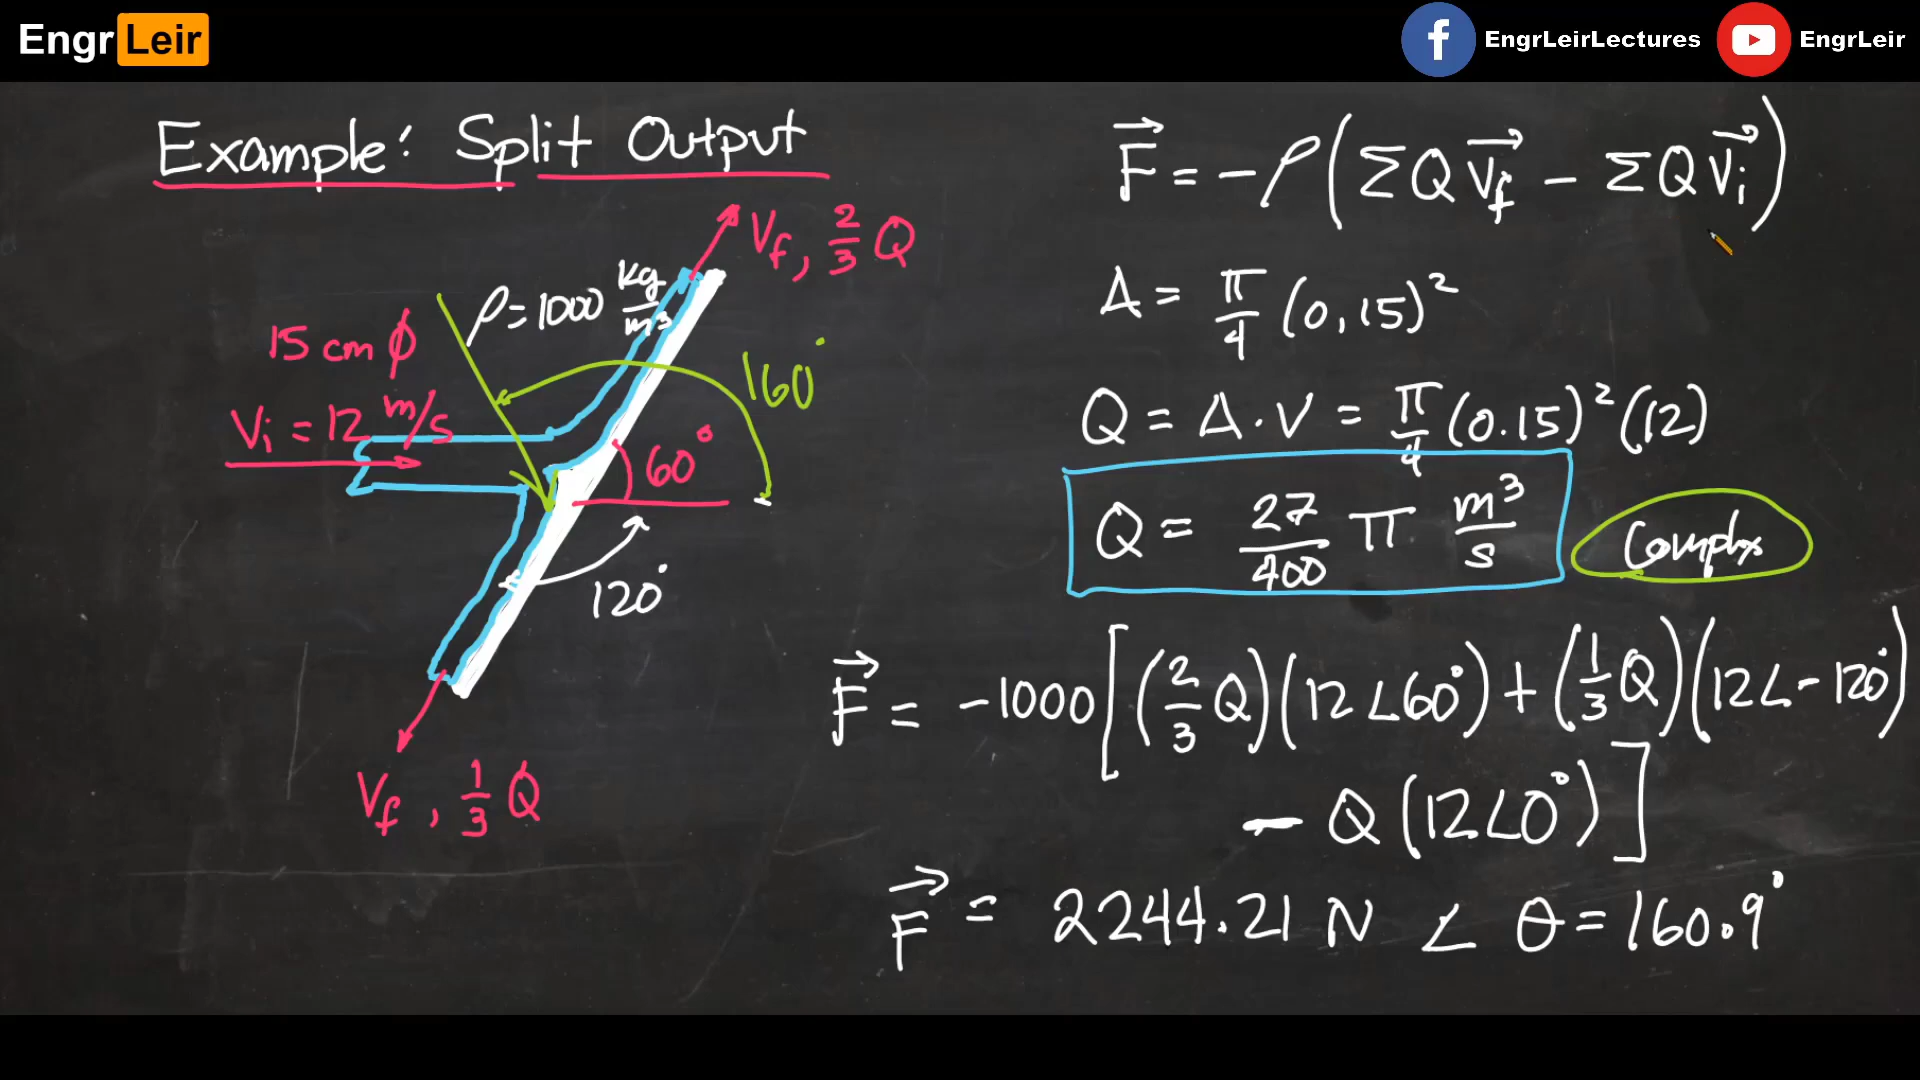 EngrLeir
EngrLeirLectures
EngrLeir
Example: Split Output
Vf, 2/3 Q
ρ=1000 kg/m³
15 cm ϕ
Vi = 12 m/s
160°
60°
120°
Vf, 1/3 Q
F⃗ = -ρ(ΣQV⃗f - ΣQV⃗i)
A = π/4 (0,15)²
Q = A·V = π/4 (0.15)²(12)
Q = 27/400 π m³/s
Complex
F⃗ = -1000[(2/3 Q)(12∠60°)+(1/3 Q)(12∠-120°)
- Q(12∠0°)]
F⃗ = 2244.21 N ∠ θ=160.9°